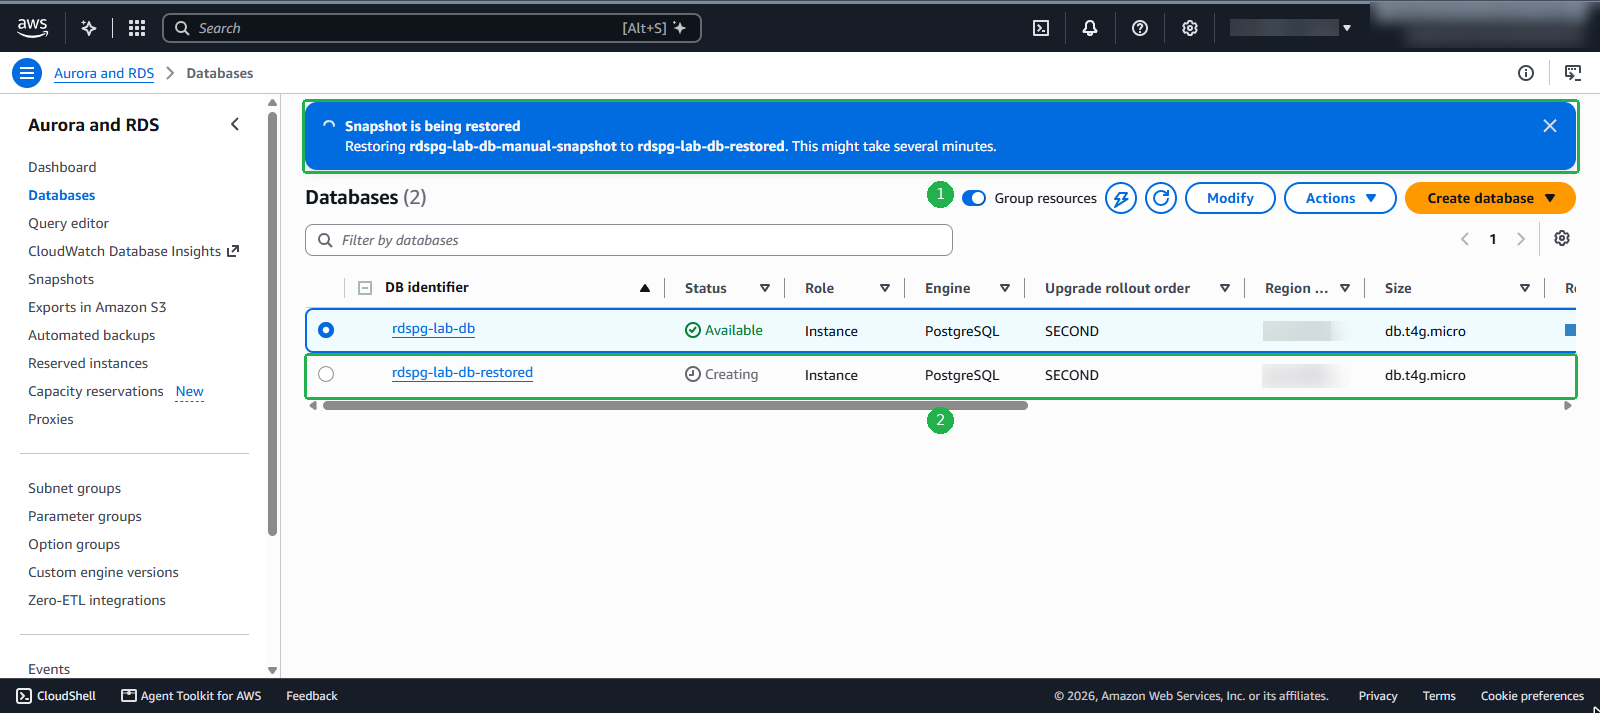 aws
Search [Alt+S]
Aurora and RDS > Databases
Aurora and RDS
Dashboard
Databases
Query editor
CloudWatch Database Insights
Snapshots
Exports in Amazon S3
Automated backups
Reserved instances
Capacity reservations New
Proxies
Subnet groups
Parameter groups
Option groups
Custom engine versions
Zero-ETL integrations
Events
Snapshot is being restored
Restoring rdspg-lab-db-manual-snapshot to rdspg-lab-db-restored. This might take several minutes.
Databases (2)
1
Group resources
Modify
Actions
Create database
Filter by databases
1
DB identifier Status Role Engine Upgrade rollout order Region ... Size
rdspg-lab-db Available Instance PostgreSQL SECOND db.t4g.micro
rdspg-lab-db-restored Creating Instance PostgreSQL SECOND db.t4g.micro
2
CloudShell Agent Toolkit for AWS Feedback © 2026, Amazon Web Services, Inc. or its affiliates. Privacy Terms Cookie preferences